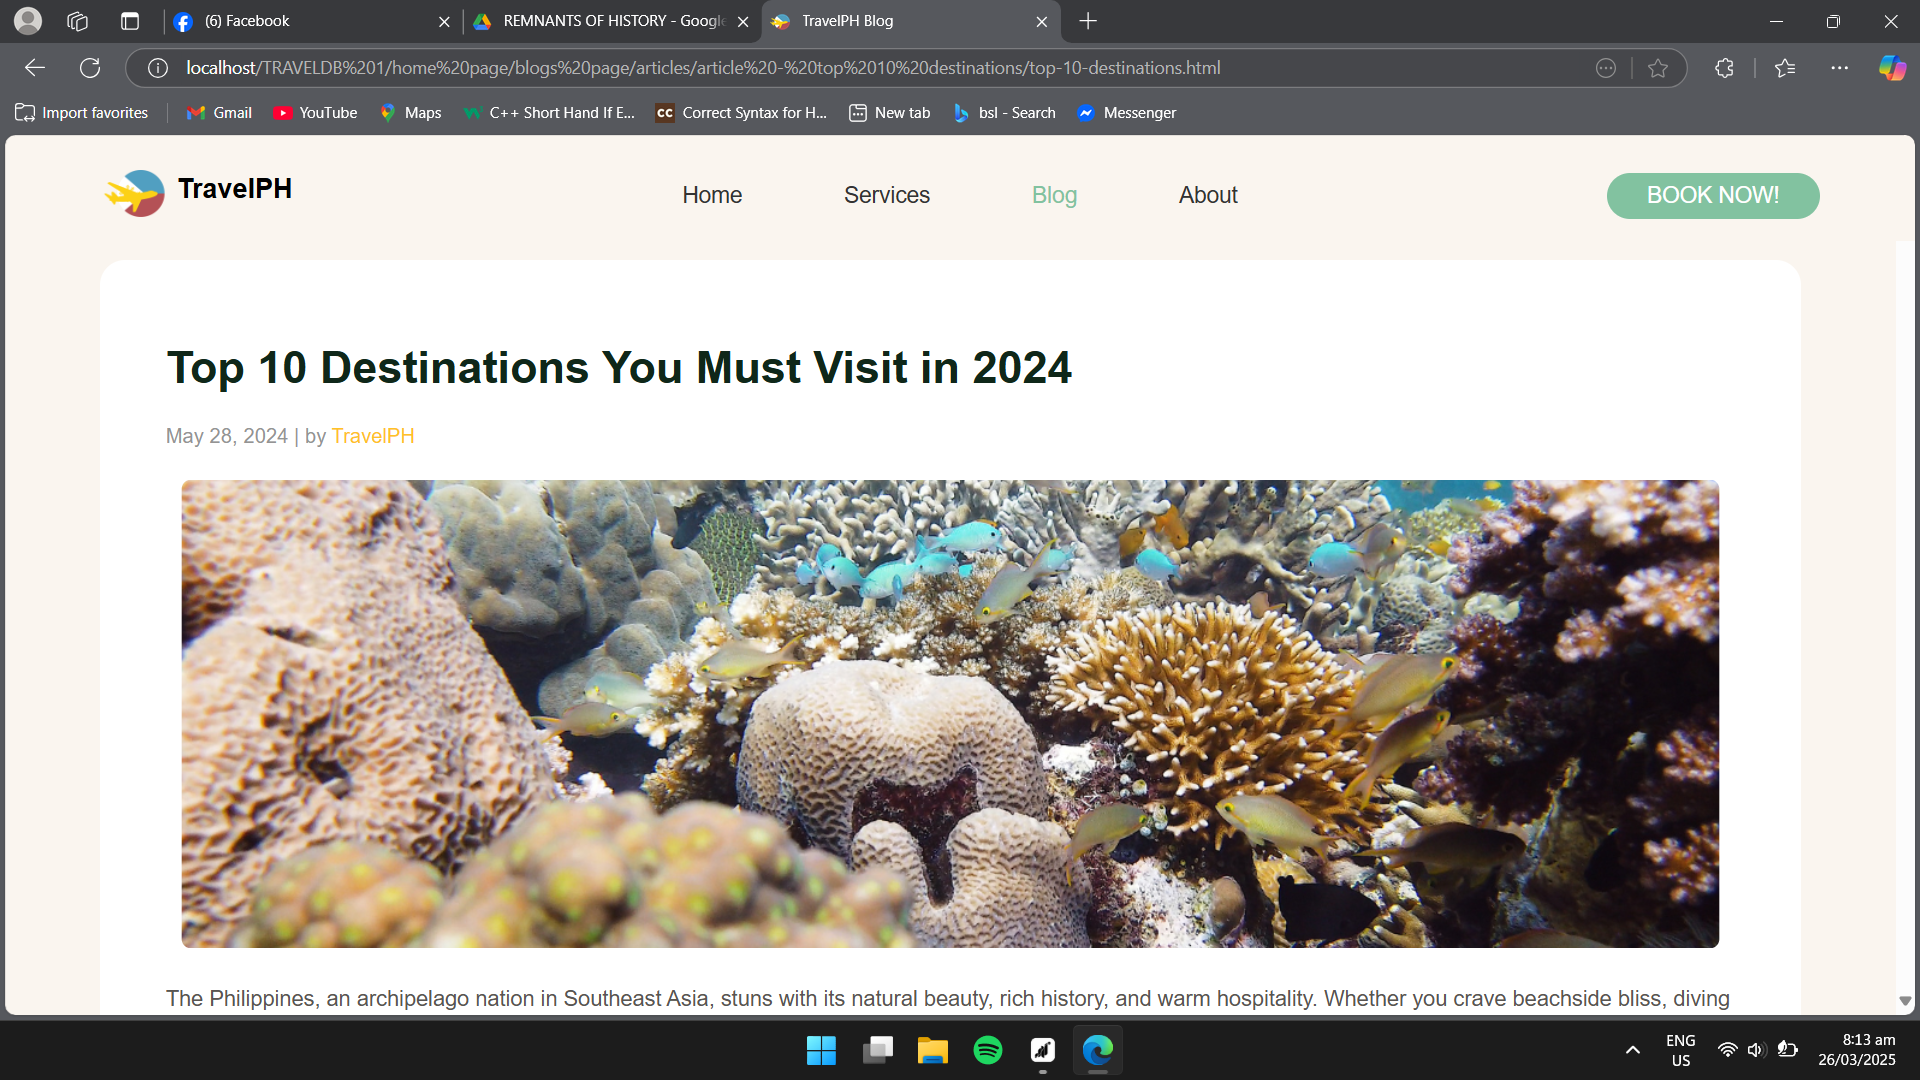 (6) Facebook
REMNANTS OF HISTORY - Google
TravelPH Blog
localhost/TRAVELDB%201/home%20page/blogs%20page/articles/article%20-%20top%2010%20destinations/top-10-destinations.html
Import favorites
Gmail
YouTube
Maps
C++ Short Hand If E...
CC Correct Syntax for H...
New tab
bsl - Search
Messenger
TravelPH
Home
Services
Blog
About
BOOK NOW!
Top 10 Destinations You Must Visit in 2024
May 28, 2024 | by TravelPH
The Philippines, an archipelago nation in Southeast Asia, stuns with its natural beauty, rich history, and warm hospitality. Whether you crave beachside bliss, diving
ENG
US
8:13 am
26/03/2025